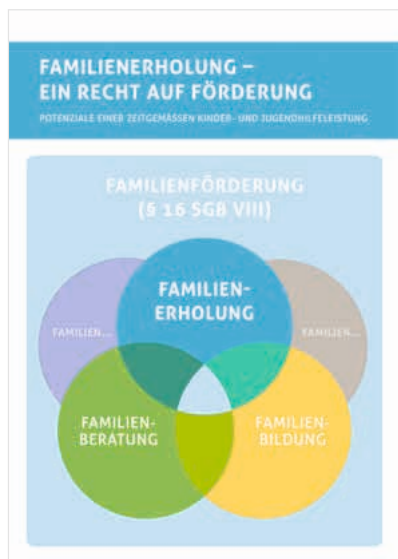 FAMILIENERHOLUNG –
EIN RECHT AUF FÖRDERUNG
POTENZIALE EINER ZEITGEMÄSSEN KINDER- UND JUGENDHILFELEISTUNG
FAMILIENFÖRDERUNG
(§ 16 SGB VIII)
FAMILIEN-
ERHOLUNG
FAMILIEN...
FAMILIEN...
FAMILIEN-
BERATUNG
FAMILIEN-
BILDUNG